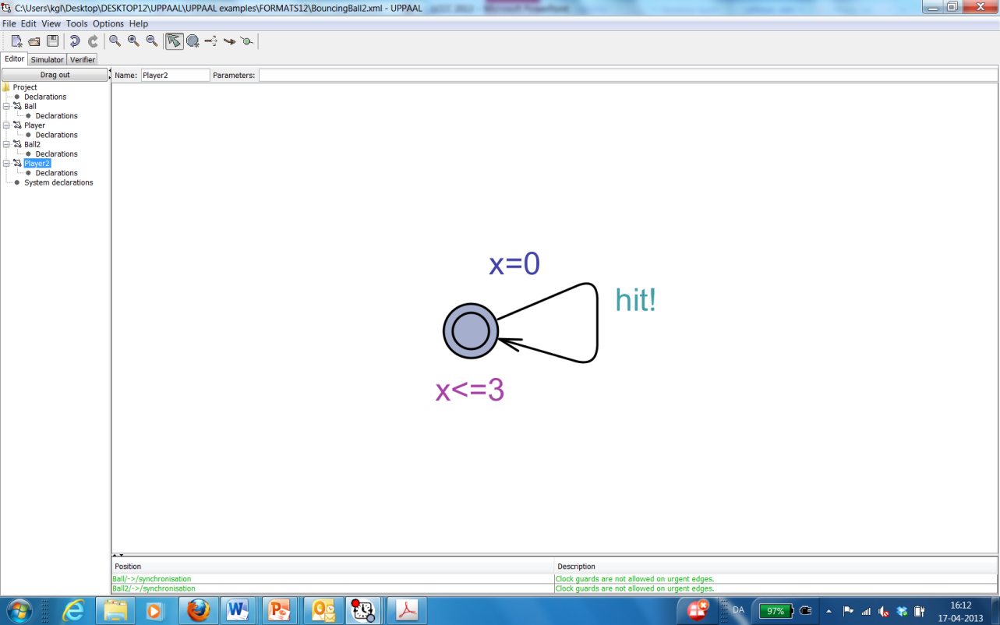 C:\Users\kgl\Desktop\DESKTOP12\UPPAAL\UPPAAL examples\FORMATS12\BouncingBall2.xml - UPPAAL
File Edit View Tools Options Help
Editor Simulator Verifier
Drag out
Name: Player2 Parameters:
Project
Declarations
Ball
Declarations
Player
Declarations
Ball2
Declarations
Player2
Declarations
System declarations
x=0
hit!
x<=3
Position Description
Ball/->/synchronisation Clock guards are not allowed on urgent edges.
Ball2/->/synchronisation Clock guards are not allowed on urgent edges.
DA 97% 16:12
17-04-2013